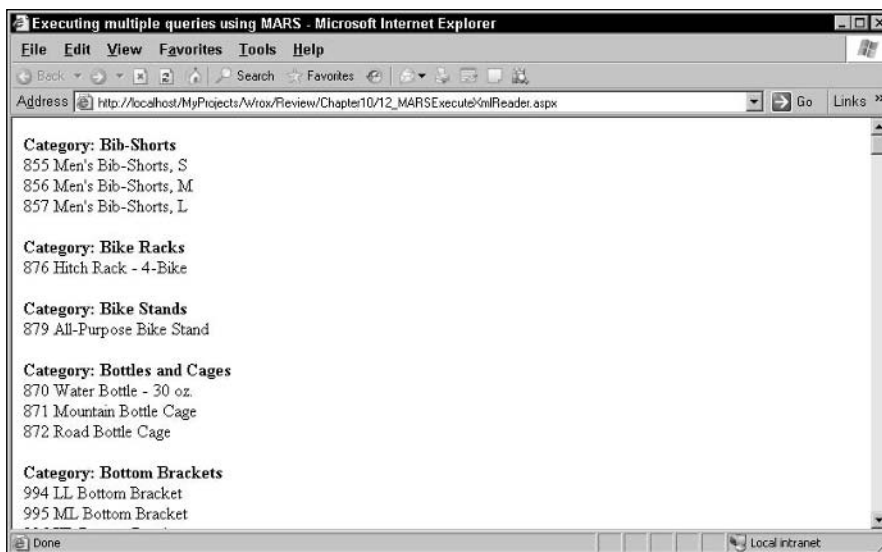 Executing multiple queries using MARS - Microsoft Internet Explorer
File Edit View Favorites Tools Help
Back Search Favorites
Address http://localhost/MyProjects/Wrox/Review/Chapter10/12_MARSExecuteXmlReader.aspx Go Links »
Category: Bib-Shorts
855 Men's Bib-Shorts, S
856 Men's Bib-Shorts, M
857 Men's Bib-Shorts, L
Category: Bike Racks
876 Hitch Rack - 4-Bike
Category: Bike Stands
879 All-Purpose Bike Stand
Category: Bottles and Cages
870 Water Bottle - 30 oz.
871 Mountain Bottle Cage
872 Road Bottle Cage
Category: Bottom Brackets
994 LL Bottom Bracket
995 ML Bottom Bracket
Done Local intranet